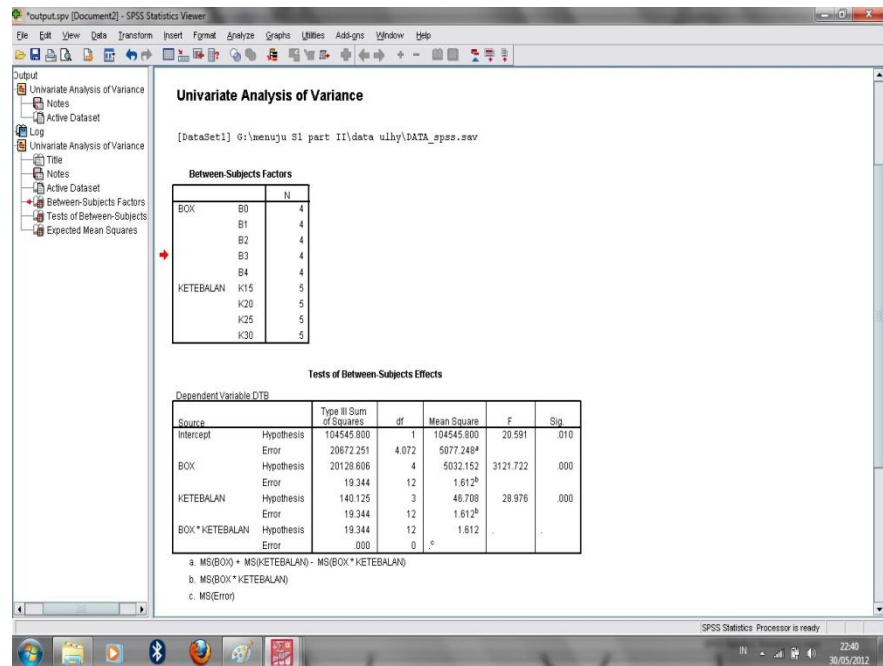 *output.spv [Document2] - SPSS Statistics Viewer
File Edit View Data Transform Insert Format Analyze Graphs Utilities Add-ons Window Help
Output
Univariate Analysis of Variance
Notes
Active Dataset
Log
Univariate Analysis of Variance
Title
Notes
Active Dataset
Between-Subjects Factors
Tests of Between-Subjects
Expected Mean Squares
Univariate Analysis of Variance
[DataSet1] G:\menuju S1 part II\data ulhy\DATA_spss.sav
Between-Subjects Factors
N
BOX B0 4
B1 4
B2 4
B3 4
B4 4
KETEBALAN K15 5
K20 5
K25 5
K30 5
Tests of Between-Subjects Effects
Dependent Variable:DTB
Source Type III Sum of Squares df Mean Square F Sig.
Intercept Hypothesis 104545.800 1 104545.800 20.591 .010
Error 20672.251 4.072 5077.248a
BOX Hypothesis 20128.606 4 5032.152 3121.722 .000
Error 19.344 12 1.612b
KETEBALAN Hypothesis 140.125 3 46.708 28.976 .000
Error 19.344 12 1.612b
BOX * KETEBALAN Hypothesis 19.344 12 1.612 . .
Error .000 0 .c
a. MS(BOX) + MS(KETEBALAN) - MS(BOX * KETEBALAN)
b. MS(BOX * KETEBALAN)
c. MS(Error)
SPSS Statistics Processor is ready
IN
22:40
30/05/2012